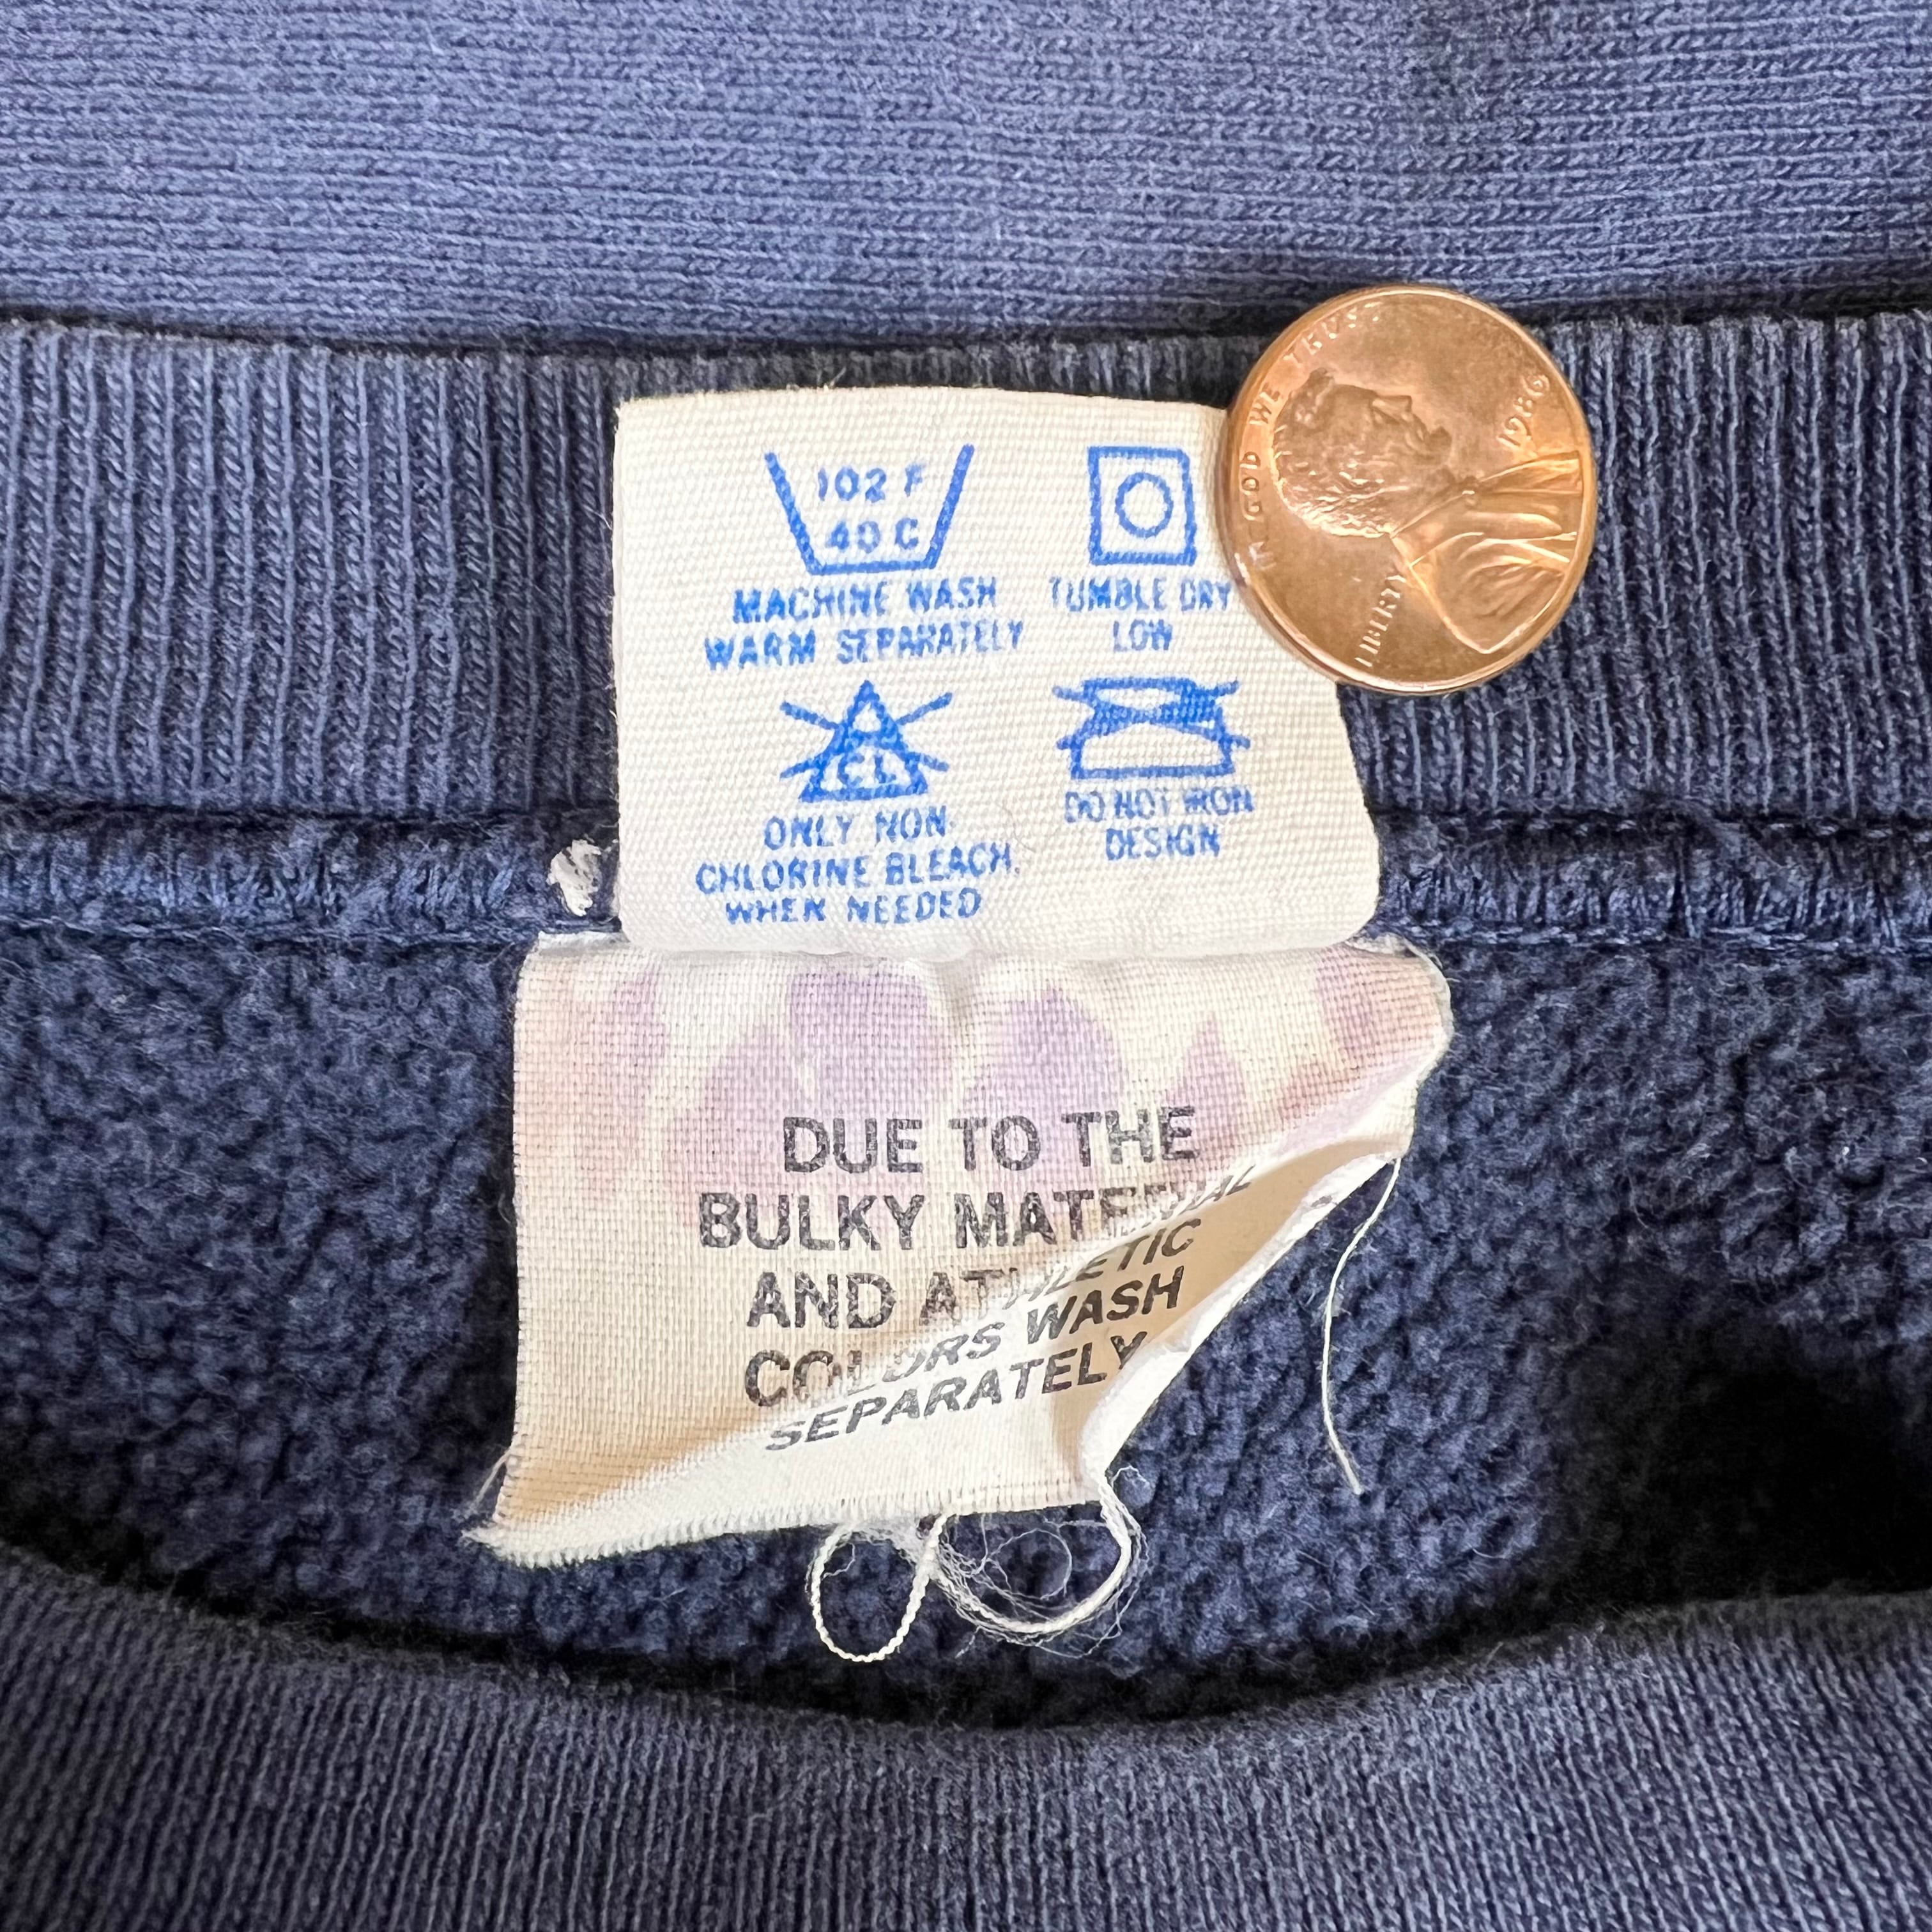 102 F
40 C
MACHINE WASH
WARM SEPARATELY
TUMBLE DRY
LOW
CL
ONLY NON-
CHLORINE BLEACH,
WHEN NEEDED
DO NOT IRON
DESIGN
IN GOD WE TRUST
LIBERTY
1986
DUE TO THE
BULKY MATERIAL
AND ATHLETIC
COLORS WASH
SEPARATELY